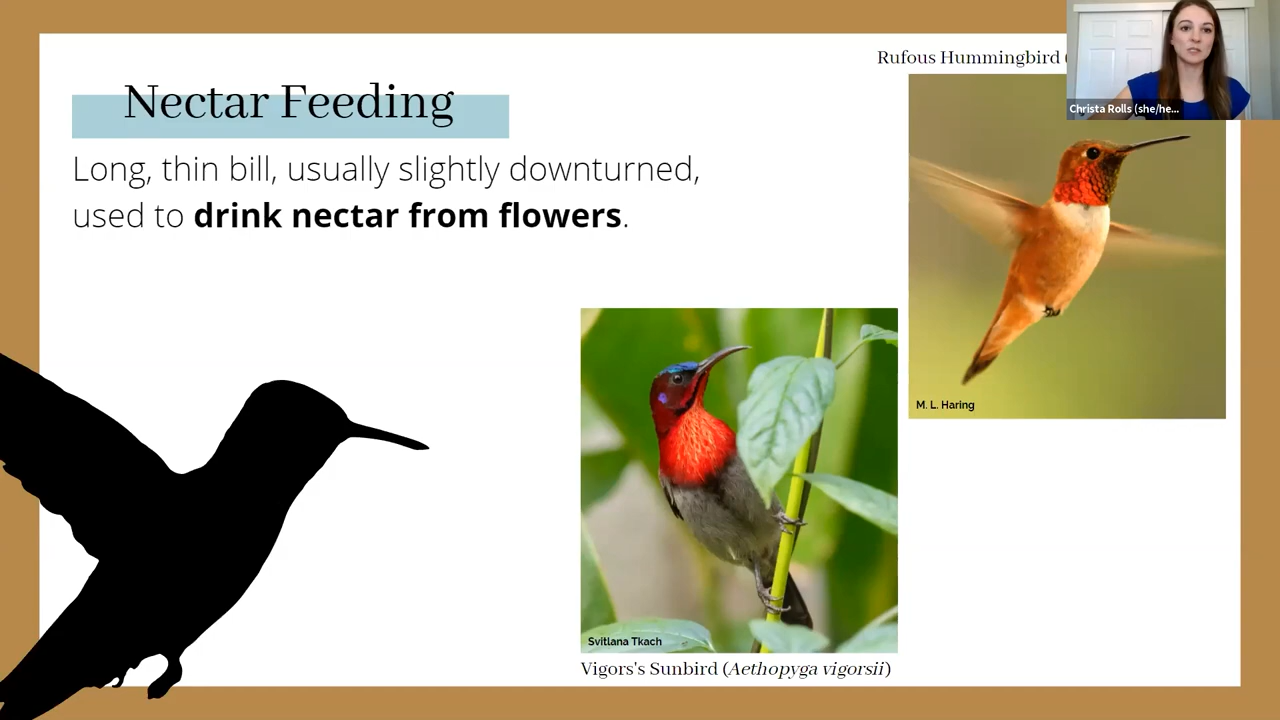 Nectar Feeding
Long, thin bill, usually slightly downturned,
used to drink nectar from flowers.
Rufous Hummingbird (
Christa Rolls (she/he...
M. L. Haring
Svitlana Tkach
Vigors's Sunbird (Aethopyga vigorsii)